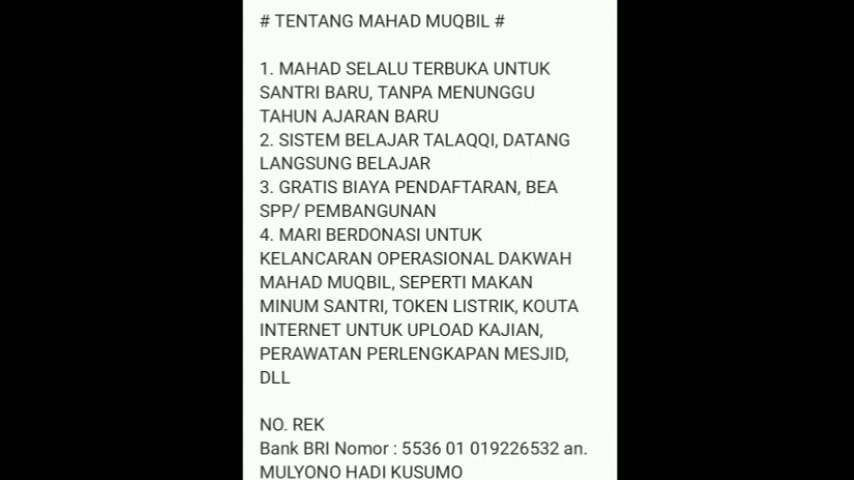 # TENTANG MAHAD MUQBIL #
1. MAHAD SELALU TERBUKA UNTUK
SANTRI BARU, TANPA MENUNGGU
TAHUN AJARAN BARU
2. SISTEM BELAJAR TALAQQI, DATANG
LANGSUNG BELAJAR
3. GRATIS BIAYA PENDAFTARAN, BEA
SPP/ PEMBANGUNAN
4. MARI BERDONASI UNTUK
KELANCARAN OPERASIONAL DAKWAH
MAHAD MUQBIL, SEPERTI MAKAN
MINUM SANTRI, TOKEN LISTRIK, KOUTA
INTERNET UNTUK UPLOAD KAJIAN,
PERAWATAN PERLENGKAPAN MESJID,
DLL
NO. REK
Bank BRI Nomor : 5536 01 019226532 an.
MULYONO HADI KUSUMO